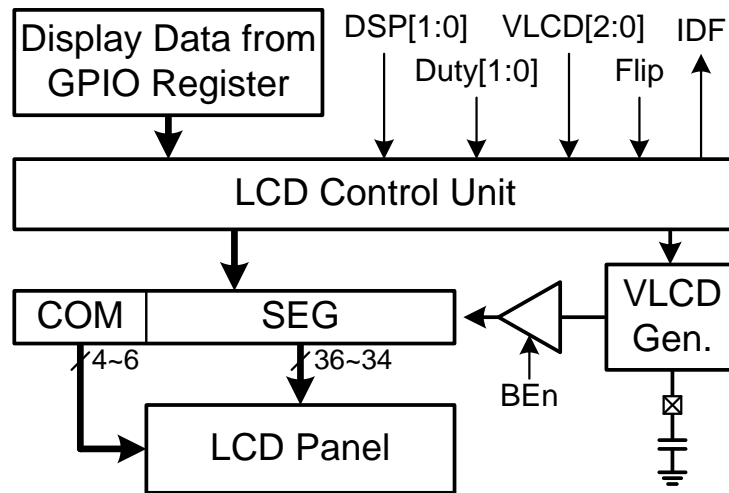 Display Data from
GPIO Register
DSP[1:0]
VLCD[2:0]
IDF
Duty[1:0]
Flip
LCD Control Unit
COM
SEG
VLCD
Gen.
4~6
36~34
BEn
LCD Panel